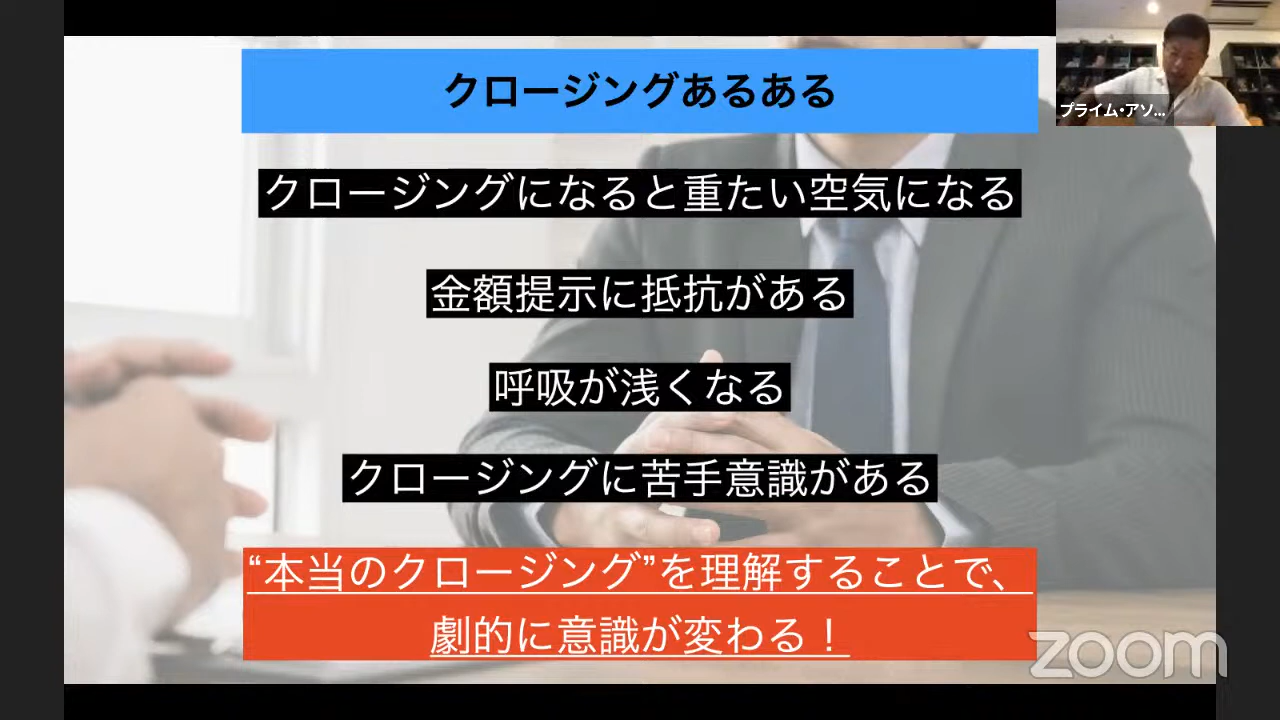 クロージングあるある
プライム・アソ...
クロージングになると重たい空気になる
金額提示に抵抗がある
呼吸が浅くなる
クロージングに苦手意識がある
“本当のクロージング”を理解することで、
劇的に意識が変わる！
zoom